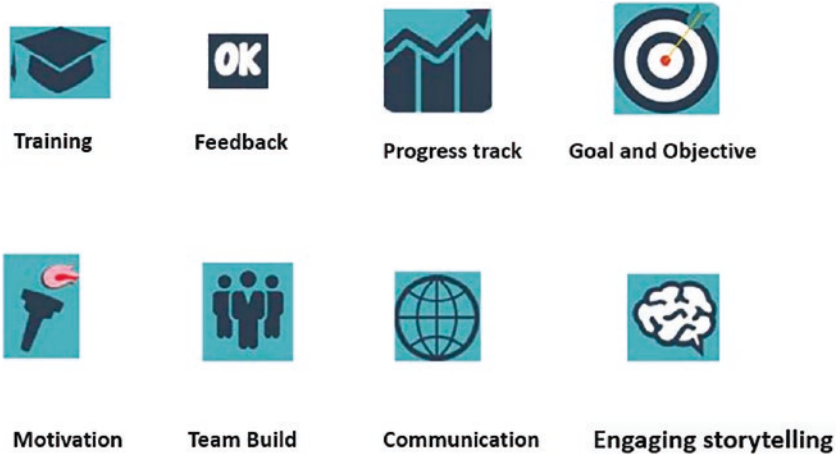 OK
Training
Feedback
Progress track
Goal and Objective
Motivation
Team Build
Communication
Engaging storytelling